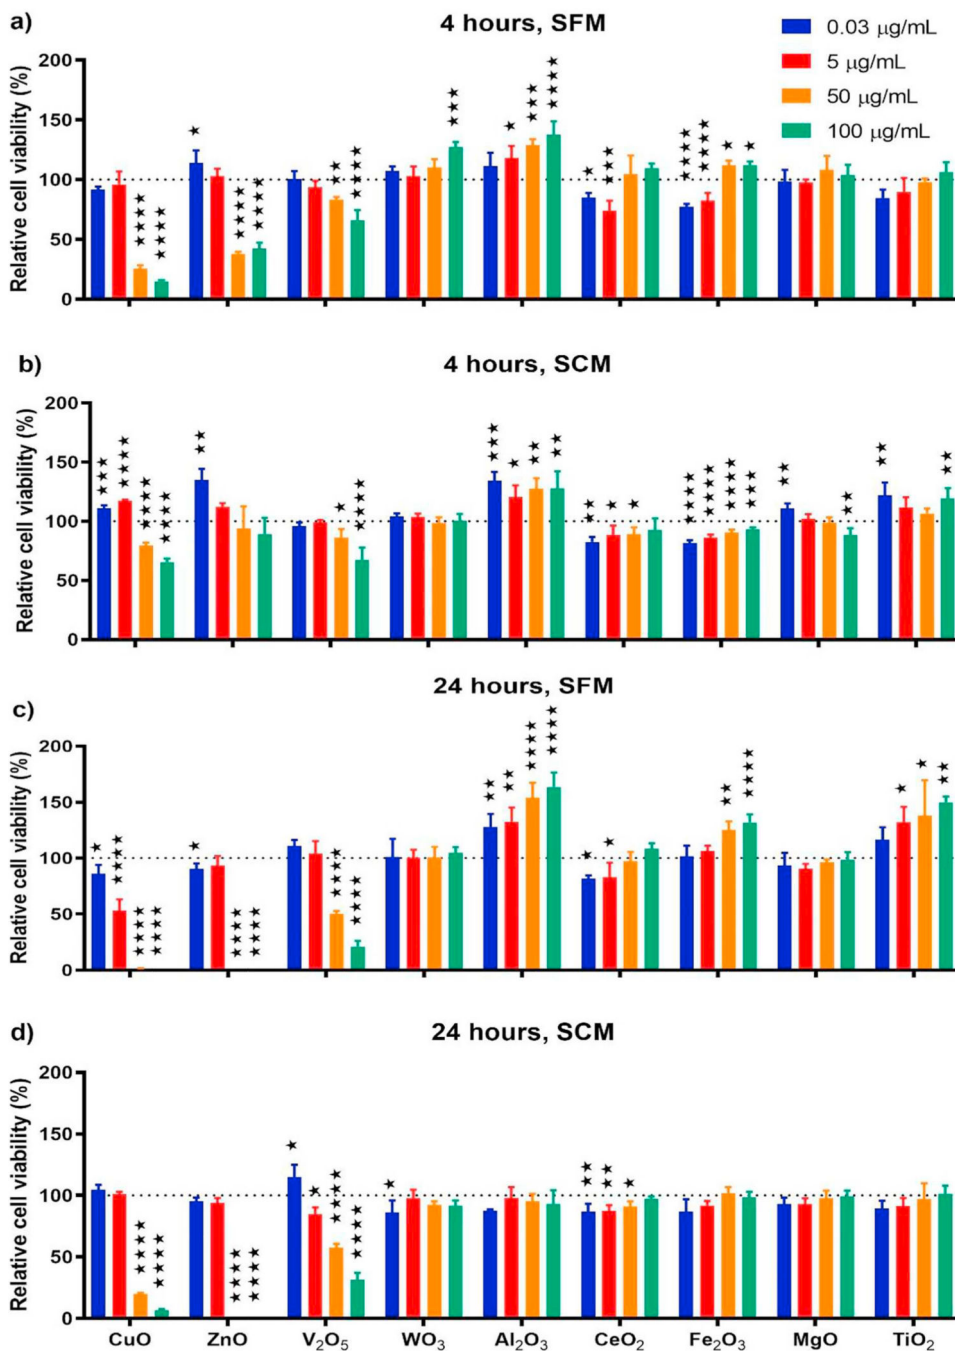 a)
4 hours, SFM
0.03 μg/mL
5 μg/mL
50 μg/mL
100 μg/mL
Relative cell viability (%)
200
150
100
50
0
b)
4 hours, SCM
Relative cell viability (%)
200
150
100
50
0
24 hours, SFM
c)
Relative cell viability (%)
200
150
100
50
0
d)
24 hours, SCM
Relative cell viability (%)
200
150
100
50
0
CuO ZnO V₂O₅ WO₃ Al₂O₃ CeO₂ Fe₂O₃ MgO TiO₂